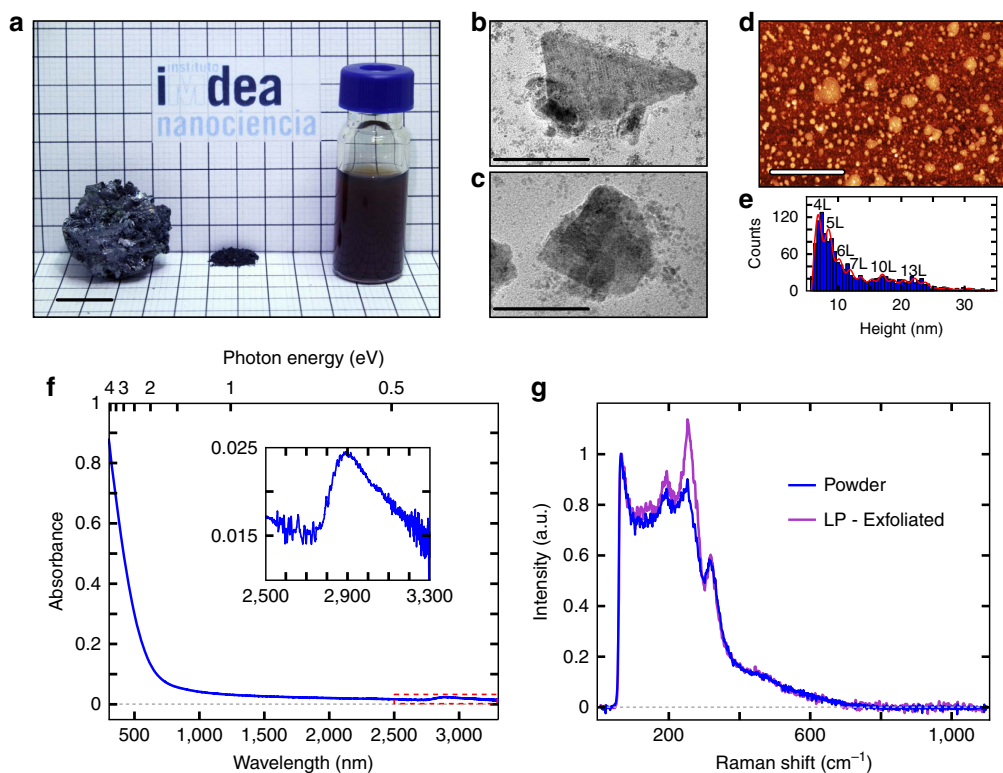 a
instituto
iMdea
nanociencia
b
c
d
e
4L
5L
6L
7L
10L
13L
120
60
0
Counts
10
20
30
Height (nm)
f
Photon energy (eV)
4 3 2 1 0.5
1
0.8
0.6
0.4
0.2
0
Absorbance
0.025
0.015
2,500 2,900 3,300
500 1,000 1,500 2,000 2,500 3,000
Wavelength (nm)
g
1
0.8
0.6
0.4
0.2
0
Intensity (a.u.)
Powder
LP - Exfoliated
200 600 1,000
Raman shift (cm⁻¹)